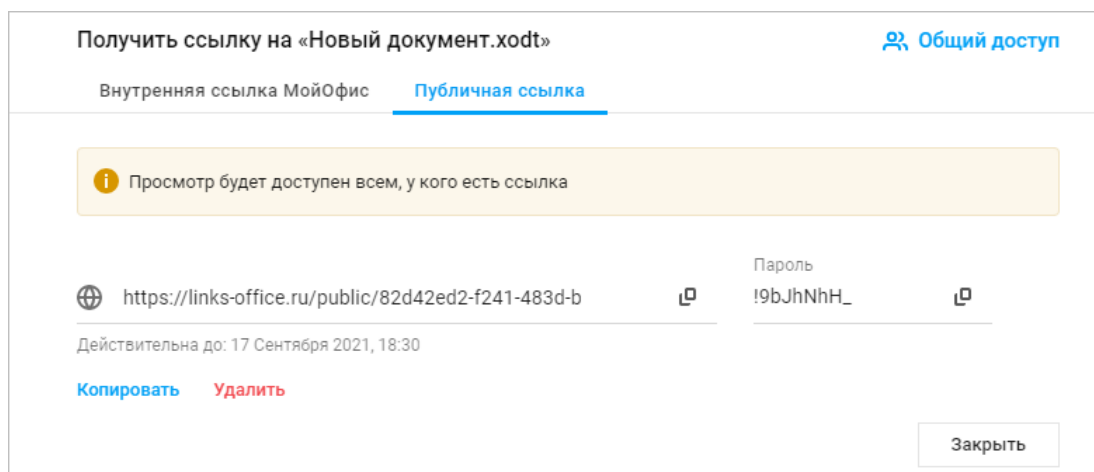 Получить ссылку на «Новый документ.xodt»
Общий доступ
Внутренняя ссылка МойОфис
Публичная ссылка
Просмотр будет доступен всем, у кого есть ссылка
Пароль
https://links-office.ru/public/82d42ed2-f241-483d-b
!9bJhNhH_
Действительна до: 17 Сентября 2021, 18:30
Копировать
Удалить
Закрыть